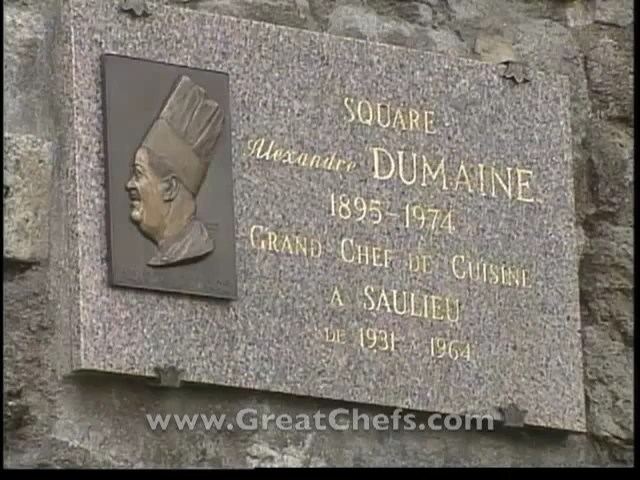 SQUARE
Alexandre DUMAINE
1895-1974
GRAND CHEF DE CUISINE
A SAULIEU
DE 1931 A 1964
www.GreatChefs.com